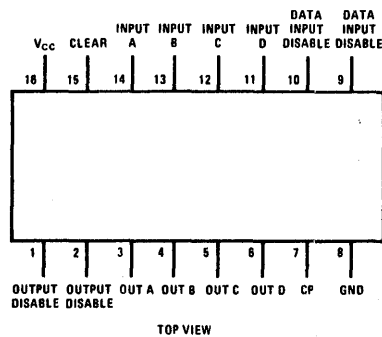 INPUT INPUT INPUT INPUT DATA INPUT DISABLE DATA INPUT DISABLE
VCC CLEAR A B C D
16 15 14 13 12 11 10 9
1 2 3 4 5 6 7 8
OUTPUT DISABLE OUTPUT DISABLE OUT A OUT B OUT C OUT D CP GND
TOP VIEW